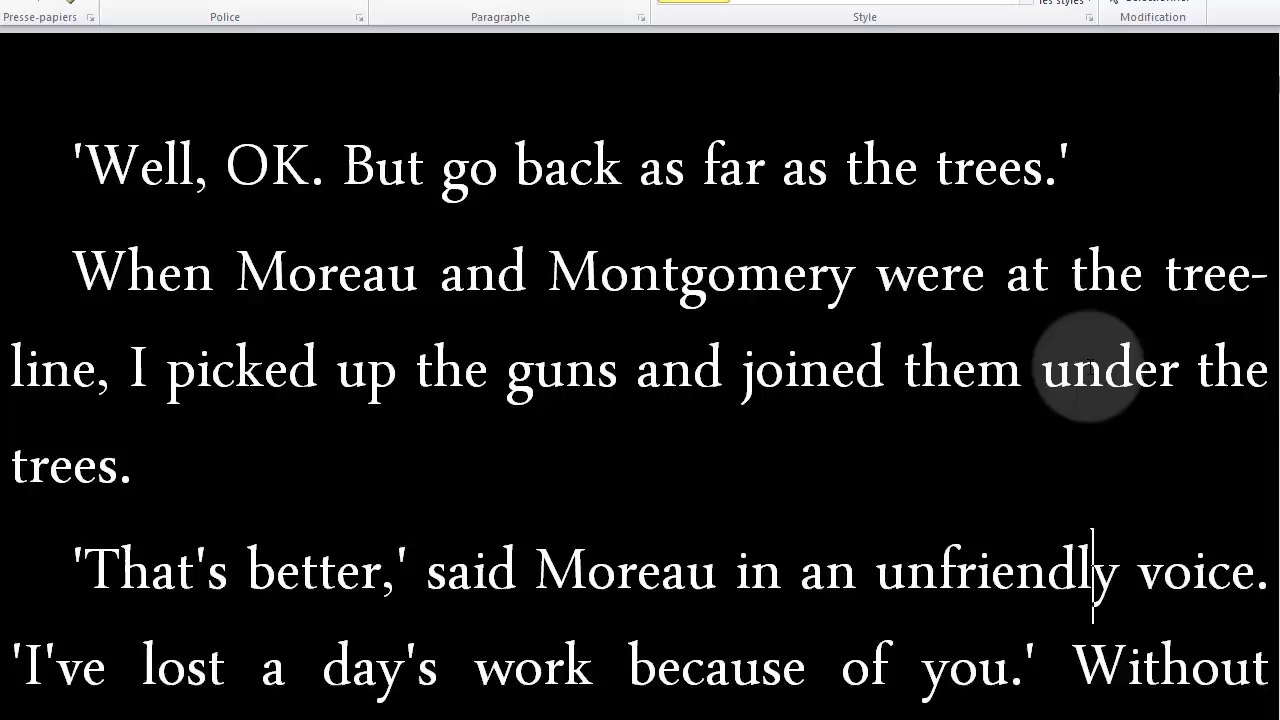 les styles
Presse-papiers Police Paragraphe Style Modification
'Well, OK. But go back as far as the trees.'
When Moreau and Montgomery were at the tree-
line, I picked up the guns and joined them under the
trees.
'That's better,' said Moreau in an unfriendly voice.
'I've lost a day's work because of you.' Without